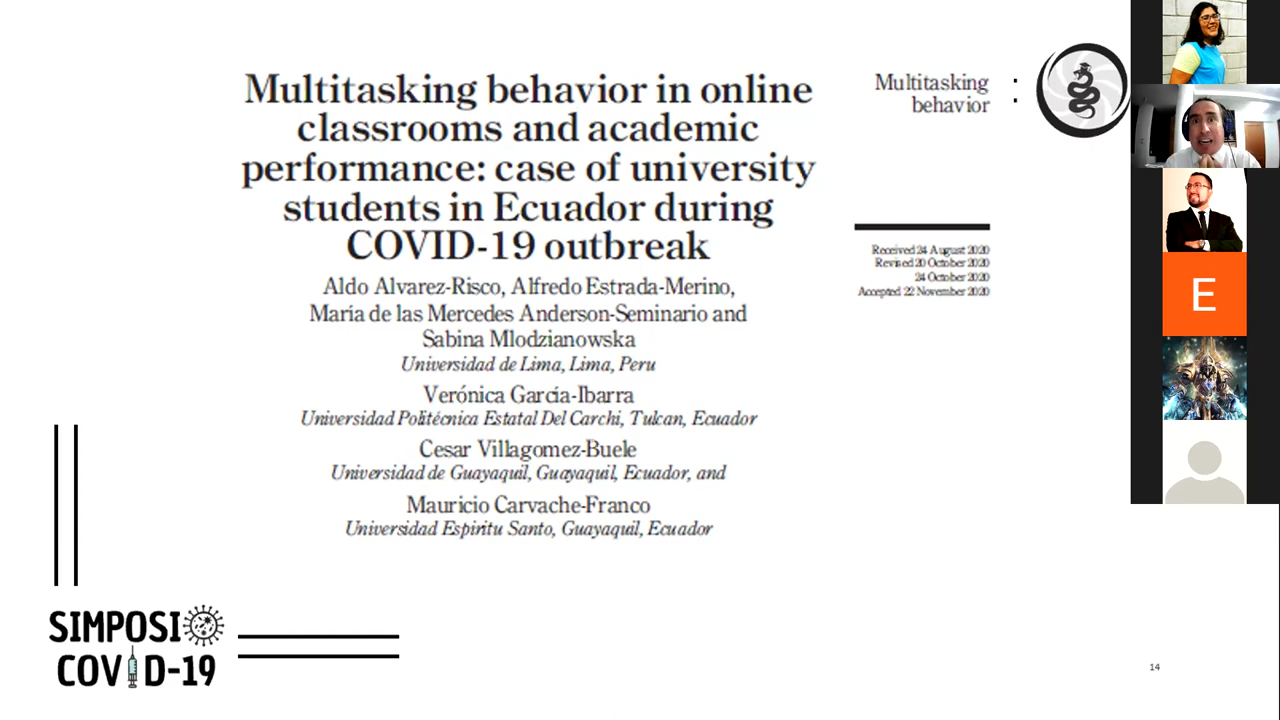 Multitasking behavior in online
classrooms and academic
performance: case of university
students in Ecuador during
COVID-19 outbreak
Aldo Alvarez-Risco, Alfredo Estrada-Merino,
María de las Mercedes Anderson-Seminario and
Sabina Mlodzianowska
Universidad de Lima, Lima, Peru
Verónica García-Ibarra
Universidad Politécnica Estatal Del Carchi, Tulcan, Ecuador
Cesar Villagomez-Buele
Universidad de Guayaquil, Guayaquil, Ecuador, and
Mauricio Carvache-Franco
Universidad Espiritu Santo, Guayaquil, Ecuador
Multitasking
behavior
:
Received 24 August 2020
Revised 20 October 2020
24 October 2020
Accepted 22 November 2020
E
SIMPOSIO
COVID-19
14